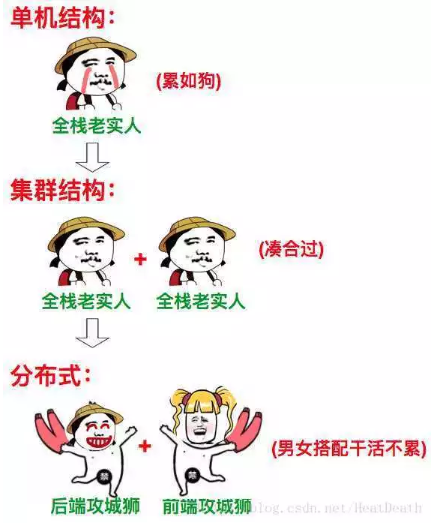 单机结构：
(累如狗)
全栈老实人
集群结构：
+
(凑合过)
全栈老实人 全栈老实人
分布式：
+
(男女搭配干活不累)
禁 禁
后端攻城狮 前端攻城狮
blog.csdn.net/HeatDeath